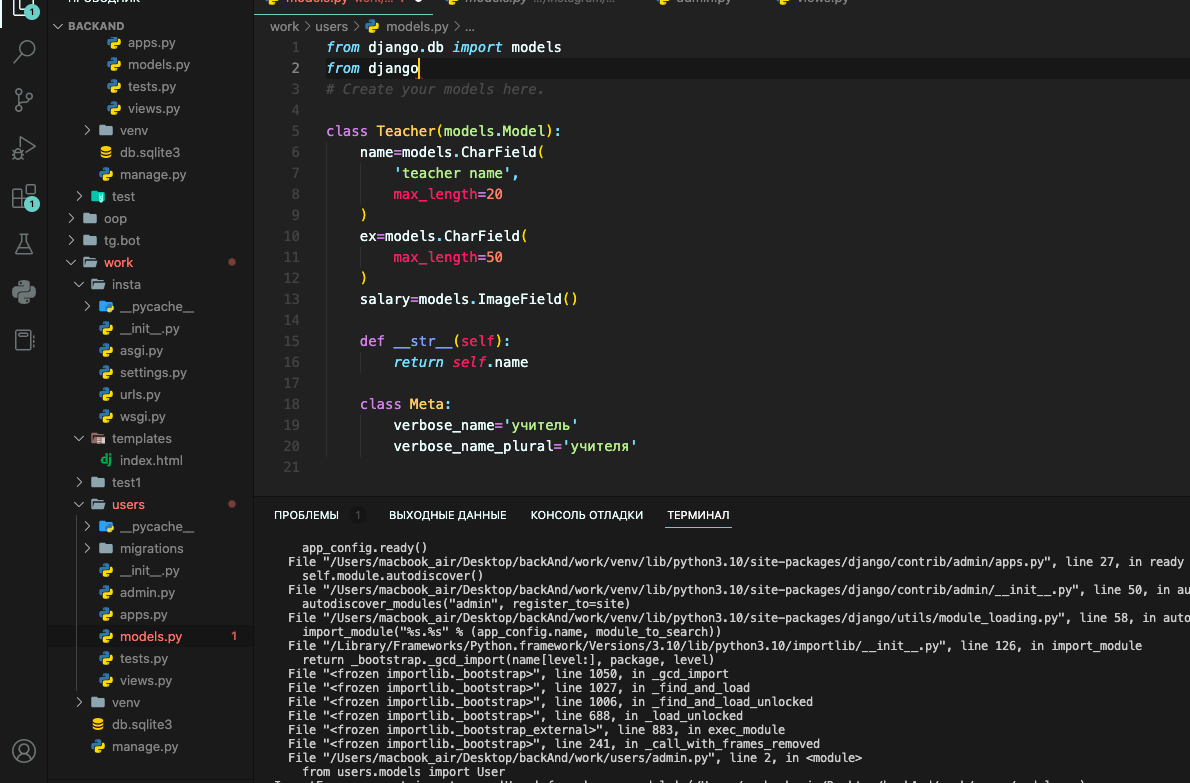 BACKAND
apps.py
models.py
tests.py
views.py
venv
db.sqlite3
manage.py
test
oop
tg.bot
work
insta
__pycache__
__init__.py
asgi.py
settings.py
urls.py
wsgi.py
templates
index.html
test1
users
__pycache__
migrations
__init__.py
admin.py
apps.py
models.py 1
tests.py
views.py
venv
db.sqlite3
manage.py
1
1
work > users > models.py > ...
1 from django.db import models
2 from django
3 # Create your models here.
4
5 class Teacher(models.Model):
6 name=models.CharField(
7 'teacher name',
8 max_length=20
9 )
10 ex=models.CharField(
11 max_length=50
12 )
13 salary=models.ImageField()
14
15 def __str__(self):
16 return self.name
17
18 class Meta:
19 verbose_name='учитель'
20 verbose_name_plural='учителя'
21
ПРОБЛЕМЫ 1 ВЫХОДНЫЕ ДАННЫЕ КОНСОЛЬ ОТЛАДКИ ТЕРМИНАЛ
app_config.ready()
File "/Users/macbook_air/Desktop/backAnd/work/venv/lib/python3.10/site-packages/django/contrib/admin/apps.py", line 27, in ready
self.module.autodiscover()
File "/Users/macbook_air/Desktop/backAnd/work/venv/lib/python3.10/site-packages/django/contrib/admin/__init__.py", line 50, in au
autodiscover_modules("admin", register_to=site)
File "/Users/macbook_air/Desktop/backAnd/work/venv/lib/python3.10/site-packages/django/utils/module_loading.py", line 58, in auto
import_module("%s.%s" % (app_config.name, module_to_search))
File "/Library/Frameworks/Python.framework/Versions/3.10/lib/python3.10/importlib/__init__.py", line 126, in import_module
return _bootstrap._gcd_import(name[level:], package, level)
File "<frozen importlib._bootstrap>", line 1050, in _gcd_import
File "<frozen importlib._bootstrap>", line 1027, in _find_and_load
File "<frozen importlib._bootstrap>", line 1006, in _find_and_load_unlocked
File "<frozen importlib._bootstrap>", line 688, in _load_unlocked
File "<frozen importlib._bootstrap_external>", line 883, in exec_module
File "<frozen importlib._bootstrap>", line 241, in _call_with_frames_removed
File "/Users/macbook_air/Desktop/backAnd/work/users/admin.py", line 2, in <module>
from users.models import User